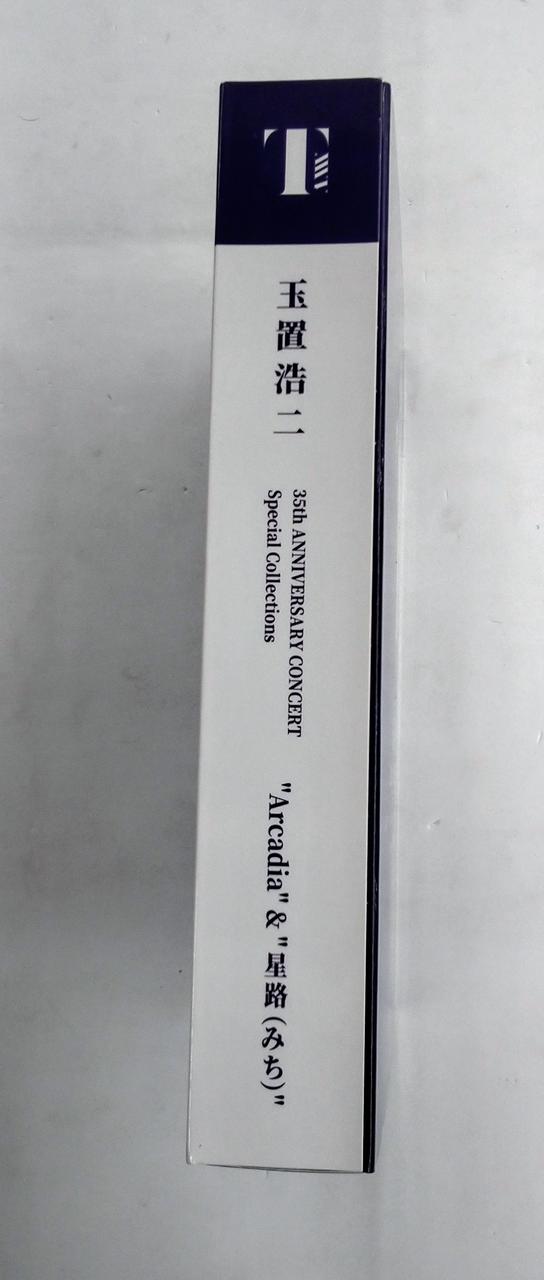 T
玉置浩二
35th ANNIVERSARY CONCERT
Special Collections
"Arcadia" & "星路(みち)"